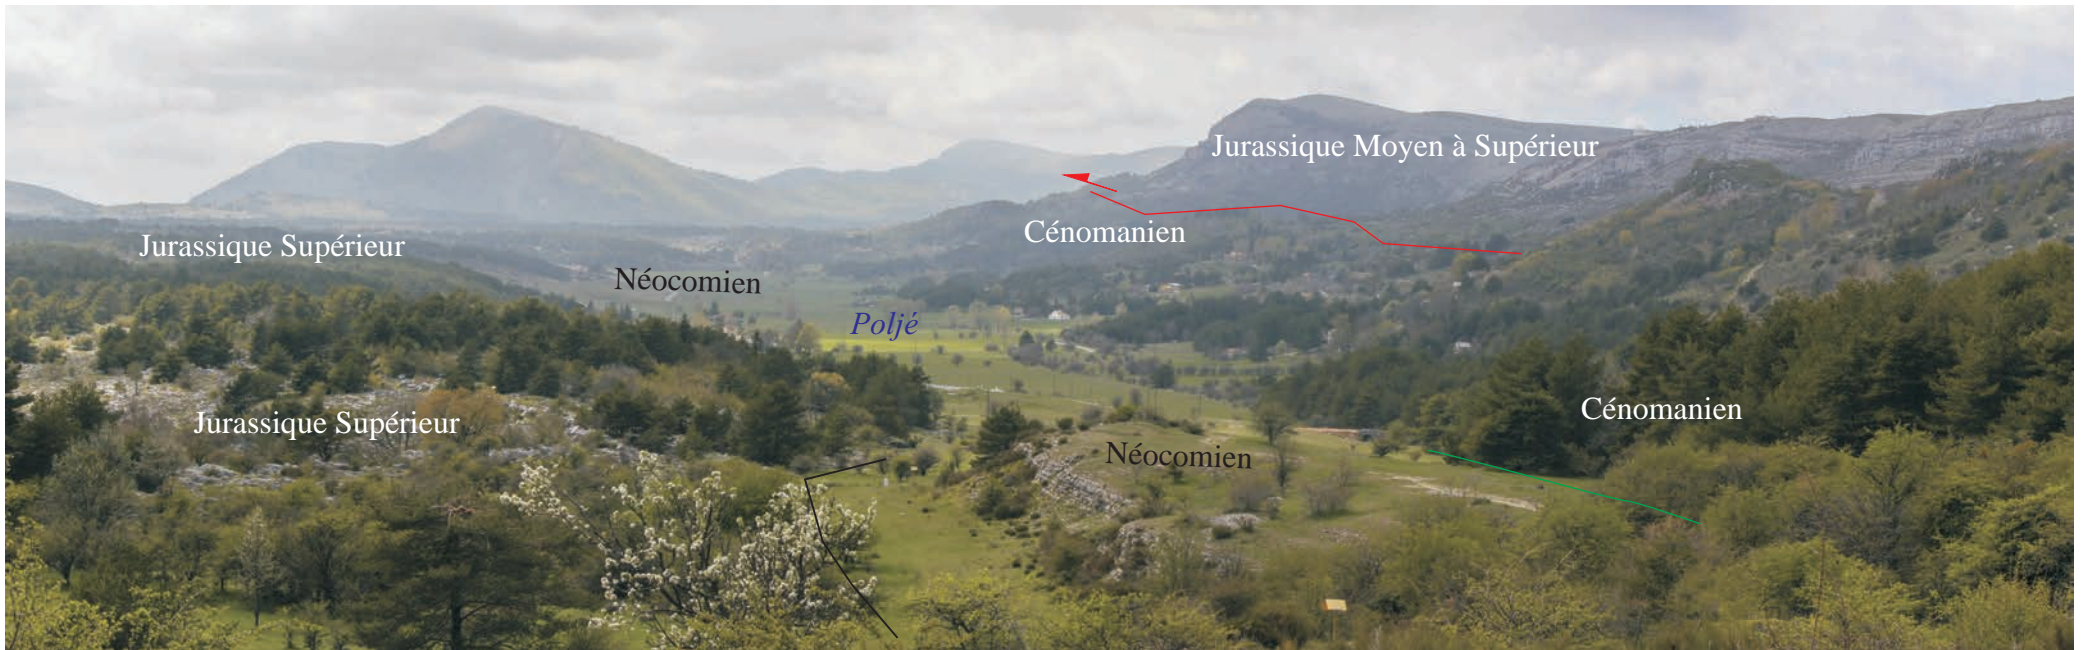 Jurassique Moyen à Supérieur
Cénomanien
Jurassique Supérieur
Néocomien
Poljé
Cénomanien
Jurassique Supérieur
Néocomien